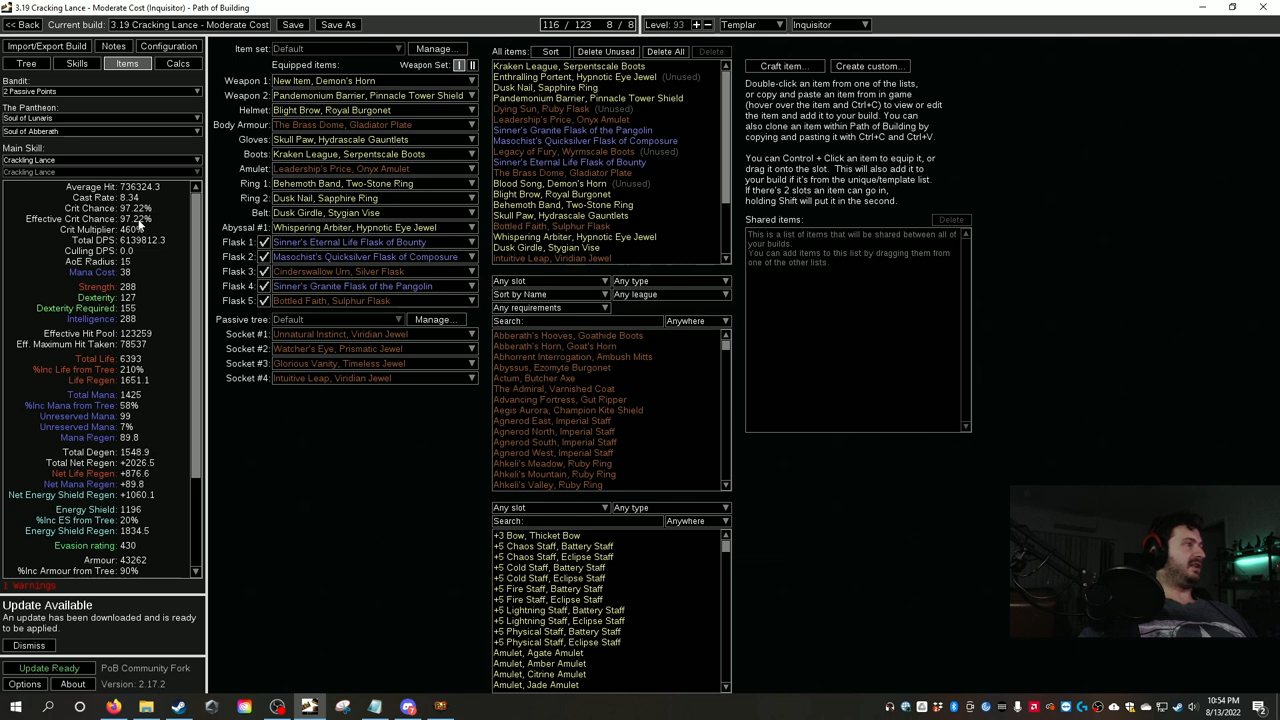 3.19 Cracking Lance - Moderate Cost (Inquisitor) - Path of Building
<< Back
Current build:
3.19 Cracking Lance - Moderate Cost
Save
Save As
116 / 123   8 / 8
Level: 93
Templar
Inquisitor
Import/Export Build
Notes
Configuration
Tree
Skills
Items
Calcs
Bandit:
2 Passive Points
The Pantheon:
Soul of Lunaris
Soul of Abberath
Main Skill:
Crackling Lance
Crackling Lance
Average Hit: 736324.3
Cast Rate: 8.34
Crit Chance: 97.22%
Effective Crit Chance: 97.22%
Crit Multiplier: 460%
Total DPS: 6139812.3
Culling DPS: 0.0
AoE Radius: 15
Mana Cost: 38
Strength: 288
Dexterity: 127
Dexterity Required: 155
Intelligence: 288
Effective Hit Pool: 123259
Eff. Maximum Hit Taken: 78537
Total Life: 6393
%Inc Life from Tree: 210%
Life Regen: 1651.1
Total Mana: 1425
%Inc Mana from Tree: 58%
Unreserved Mana: 99
Unreserved Mana: 7%
Mana Regen: 89.8
Total Degen: 1548.9
Total Net Regen: +2026.5
Net Life Regen: +876.6
Net Mana Regen: +89.8
Net Energy Shield Regen: +1060.1
Energy Shield: 1196
%Inc ES from Tree: 20%
Energy Shield Regen: 1834.5
Evasion rating: 430
Armour: 43262
%Inc Armour from Tree: 90%
1 Warnings
Update Available
An update has been downloaded and is ready
to be applied.
Dismiss
Update Ready
PoB Community Fork
Options
About
Version: 2.17.2
Item set:
Default
Manage...
Equipped items:
Weapon Set:
I
II
Weapon 1: New Item, Demon's Horn
Weapon 2: Pandemonium Barrier, Pinnacle Tower Shield
Helmet: Blight Brow, Royal Burgonet
Body Armour: The Brass Dome, Gladiator Plate
Gloves: Skull Paw, Hydrascale Gauntlets
Boots: Kraken League, Serpentscale Boots
Amulet: Leadership's Price, Onyx Amulet
Ring 1: Behemoth Band, Two-Stone Ring
Ring 2: Dusk Nail, Sapphire Ring
Belt: Dusk Girdle, Stygian Vise
Abyssal #1: Whispering Arbiter, Hypnotic Eye Jewel
Flask 1: Sinner's Eternal Life Flask of Bounty
Flask 2: Masochist's Quicksilver Flask of Composure
Flask 3: Cinderswallow Urn, Silver Flask
Flask 4: Sinner's Granite Flask of the Pangolin
Flask 5: Bottled Faith, Sulphur Flask
Passive tree: Default
Manage...
Socket #1: Unnatural Instinct, Viridian Jewel
Socket #2: Watcher's Eye, Prismatic Jewel
Socket #3: Glorious Vanity, Timeless Jewel
Socket #4: Intuitive Leap, Viridian Jewel
All items:
Sort
Delete Unused
Delete All
Delete
Kraken League, Serpentscale Boots
Enthralling Portent, Hypnotic Eye Jewel (Unused)
Dusk Nail, Sapphire Ring
Pandemonium Barrier, Pinnacle Tower Shield
Dying Sun, Ruby Flask (Unused)
Leadership's Price, Onyx Amulet
Sinner's Granite Flask of the Pangolin
Masochist's Quicksilver Flask of Composure
Legacy of Fury, Wyrmscale Boots (Unused)
Sinner's Eternal Life Flask of Bounty
The Brass Dome, Gladiator Plate
Blood Song, Demon's Horn (Unused)
Blight Brow, Royal Burgonet
Behemoth Band, Two-Stone Ring
Skull Paw, Hydrascale Gauntlets
Bottled Faith, Sulphur Flask
Whispering Arbiter, Hypnotic Eye Jewel
Dusk Girdle, Stygian Vise
Intuitive Leap, Viridian Jewel
Any slot
Any type
Sort by Name
Any league
Any requirements
Search:
Anywhere
Abberath's Hooves, Goathide Boots
Abberath's Horn, Goat's Horn
Abhorrent Interrogation, Ambush Mitts
Abyssus, Ezomyte Burgonet
Actum, Butcher Axe
The Admiral, Varnished Coat
Advancing Fortress, Gut Ripper
Aegis Aurora, Champion Kite Shield
Agnerod East, Imperial Staff
Agnerod North, Imperial Staff
Agnerod South, Imperial Staff
Agnerod West, Imperial Staff
Ahkeli's Meadow, Ruby Ring
Ahkeli's Mountain, Ruby Ring
Ahkeli's Valley, Ruby Ring
Any slot
Any type
Search:
Anywhere
+3 Bow, Thicket Bow
+5 Chaos Staff, Battery Staff
+5 Chaos Staff, Eclipse Staff
+5 Cold Staff, Battery Staff
+5 Cold Staff, Eclipse Staff
+5 Fire Staff, Battery Staff
+5 Fire Staff, Eclipse Staff
+5 Lightning Staff, Battery Staff
+5 Lightning Staff, Eclipse Staff
+5 Physical Staff, Battery Staff
+5 Physical Staff, Eclipse Staff
Amulet, Agate Amulet
Amulet, Amber Amulet
Amulet, Citrine Amulet
Amulet, Jade Amulet
Craft item...
Create custom...
Double-click an item from one of the lists,
or copy and paste an item from in game
(hover over the item and Ctrl+C) to view or edit
the item and add it to your build. You can
also clone an item within Path of Building by
copying and pasting it with Ctrl+C and Ctrl+V.
You can Control + Click an item to equip it, or
drag it onto the slot. This will also add it to
your build if it's from the unique/template list.
If there's 2 slots an item can go in,
holding Shift will put it in the second.
Shared items:
Delete
This is a list of items that will be shared between all of
your builds.
You can add items to this list by dragging them from
one of the other lists.
10:54 PM
8/13/2022